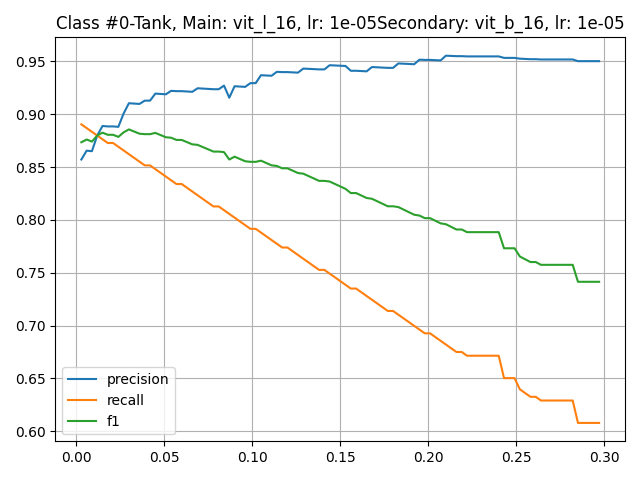 Class #0-Tank, Main: vit_l_16, lr: 1e-05Secondary: vit_b_16, lr: 1e-05
0.95
0.90
0.85
0.80
0.75
0.70
0.65
0.60
precision
recall
f1
0.00 0.05 0.10 0.15 0.20 0.25 0.30